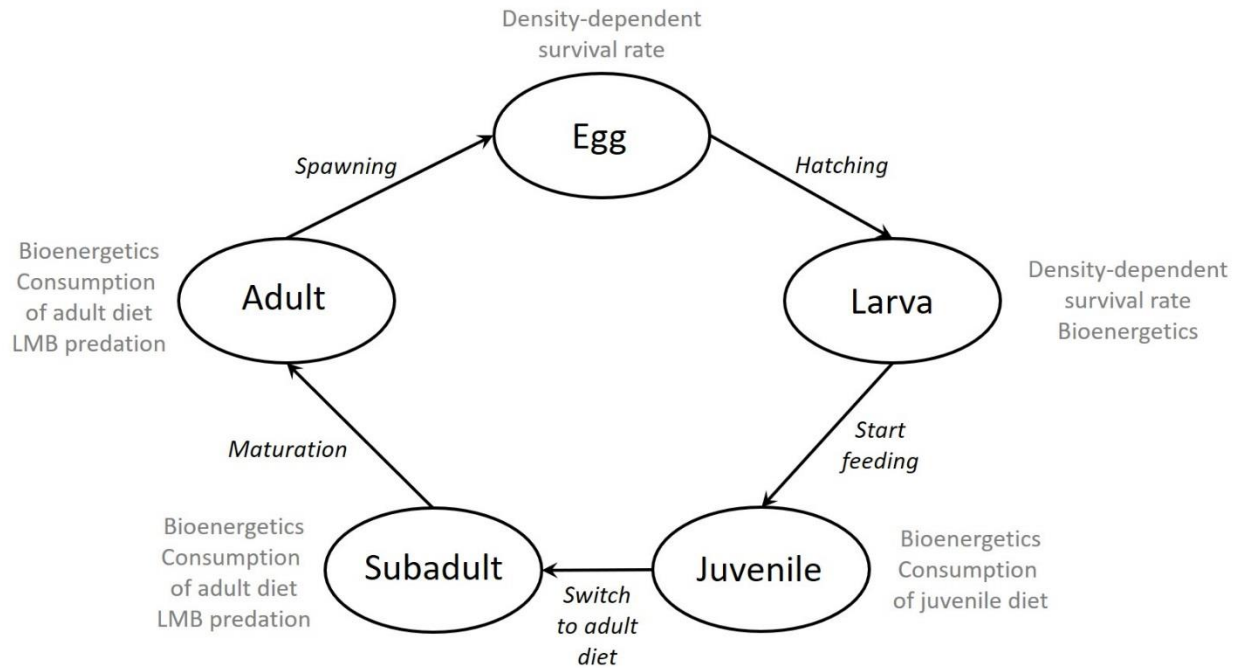 Density-dependent
survival rate
Egg
Spawning
Hatching
Bioenergetics
Consumption
of adult diet
LMB predation
Adult
Larva
Density-dependent
survival rate
Bioenergetics
Maturation
Start
feeding
Bioenergetics
Consumption
of adult diet
LMB predation
Subadult
Switch
to adult
diet
Juvenile
Bioenergetics
Consumption
of juvenile diet